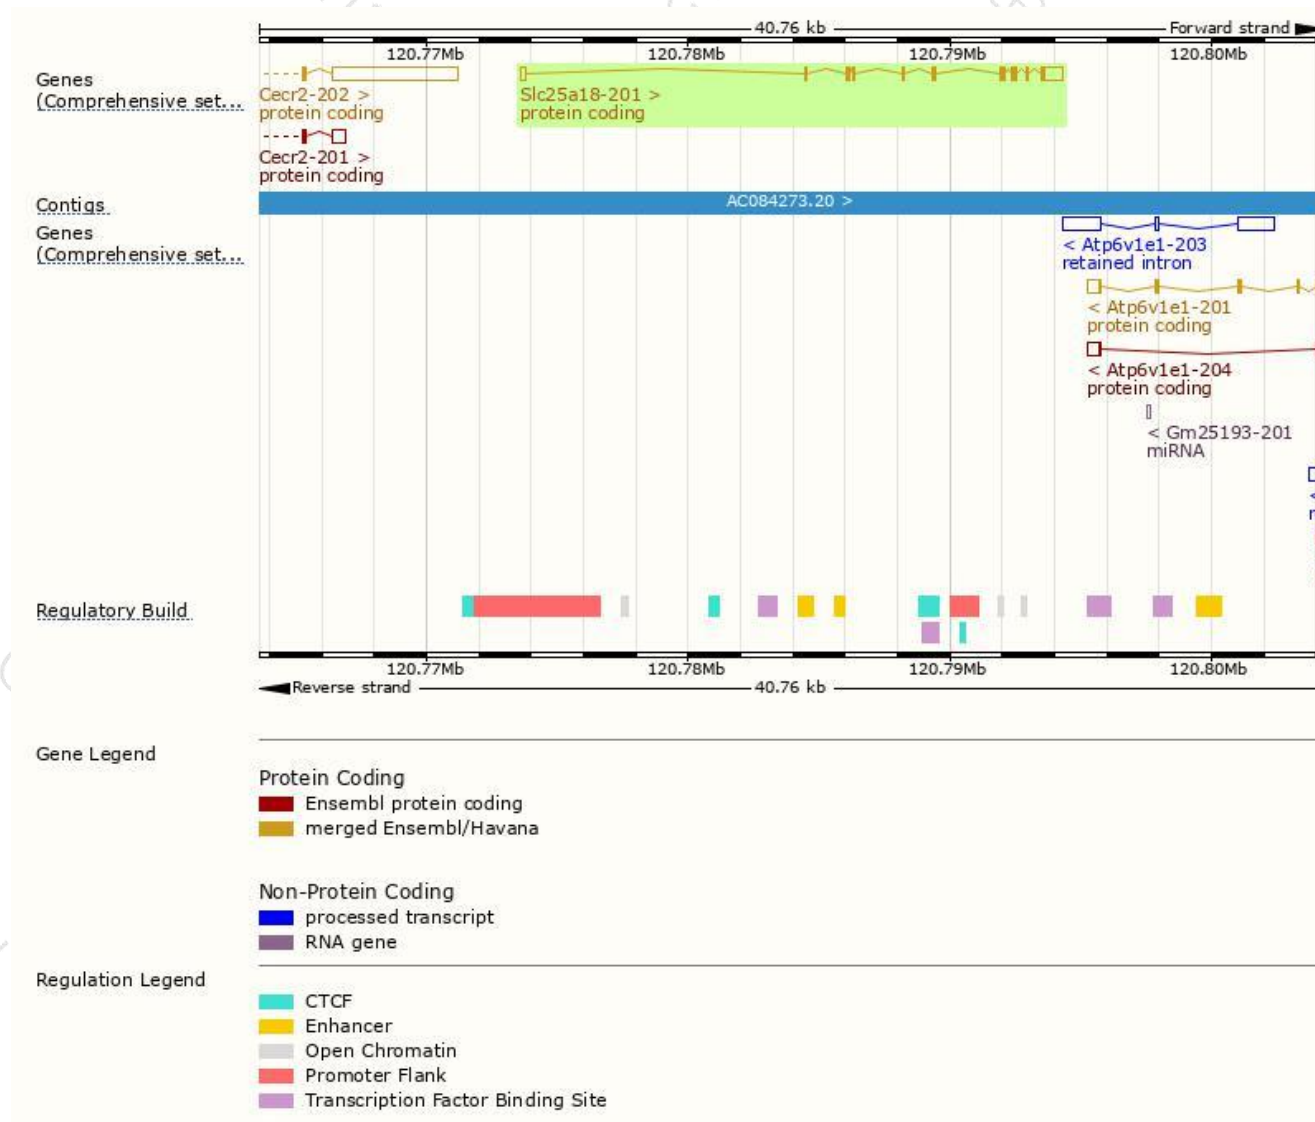 40.76 kb Forward strand
120.77Mb 120.78Mb 120.79Mb 120.80Mb
Genes
(Comprehensive set...
Cecr2-202 >
protein coding
Slc25a18-201 >
protein coding
Cecr2-201 >
protein coding
Contigs
AC084273.20 >
Genes
(Comprehensive set...
< Atp6v1e1-203
retained intron
< Atp6v1e1-201
protein coding
< Atp6v1e1-204
protein coding
< Gm25193-201
miRNA
Regulatory Build
120.77Mb 120.78Mb 120.79Mb 120.80Mb
Reverse strand 40.76 kb
Gene Legend
Protein Coding
Ensembl protein coding
merged Ensembl/Havana
Non-Protein Coding
processed transcript
RNA gene
Regulation Legend
CTCF
Enhancer
Open Chromatin
Promoter Flank
Transcription Factor Binding Site